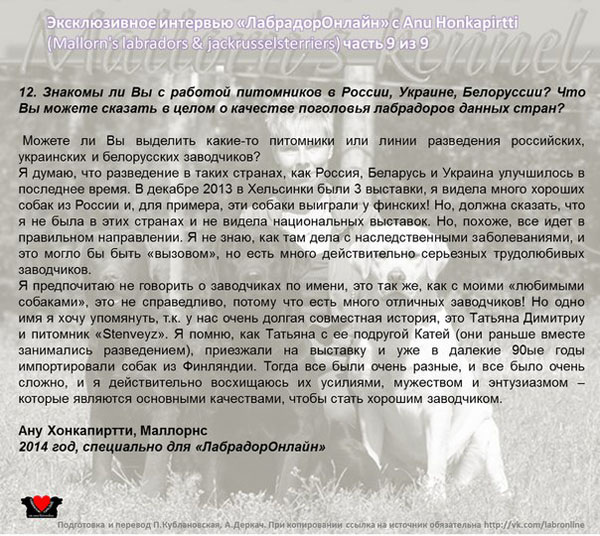 Эксклюзивное интервью «ЛабрадорОнлайн» с Anu Honkapirtti
(Mallorn's labradors & jackrusselsterriers) часть 9 из 9
Mallorn's kennel
12. Знакомы ли Вы с работой питомников в России, Украине, Белоруссии? Что
Вы можете сказать в целом о качестве поголовья лабрадоров данных стран?
Можете ли Вы выделить какие-то питомники или линии разведения российских,
украинских и белорусских заводчиков?
Я думаю, что разведение в таких странах, как Россия, Беларусь и Украина улучшилось в
последнее время. В декабре 2013 в Хельсинки были 3 выставки, я видела много хороших
собак из России и, для примера, эти собаки выиграли у финских! Но, должна сказать, что
я не была в этих странах и не видела национальных выставок. Но, похоже, все идет в
правильном направлении. Я не знаю, как там дела с наследственными заболеваниями, и
это могло бы быть «вызовом», но есть много действительно серьезных трудолюбивых
заводчиков.
Я предпочитаю не говорить о заводчиках по имени, это так же, как с моими «любимыми
собаками», это не справедливо, потому что есть много отличных заводчиков! Но одно
имя я хочу упомянуть, т.к. у нас очень долгая совместная история, это Татьяна Димитриу
и питомник «Stenveyz». Я помню, как Татьяна с ее подругой Катей (они раньше вместе
занимались разведением), приезжали на выставку и уже в далекие 90ые годы
импортировали собак из Финляндии. Тогда все были очень разные, и все было очень
сложно, и я действительно восхищаюсь их усилиями, мужеством и энтузиазмом –
которые являются основными качествами, чтобы стать хорошим заводчиком.
Ану Хонкапиртти, Маллорнс
2014 год, специально для «ЛабрадорОнлайн»
Подготовка и перевод П.Кублановская, А.Деркач. При копировании ссылка на источник обязательна http://vk.com/labronline